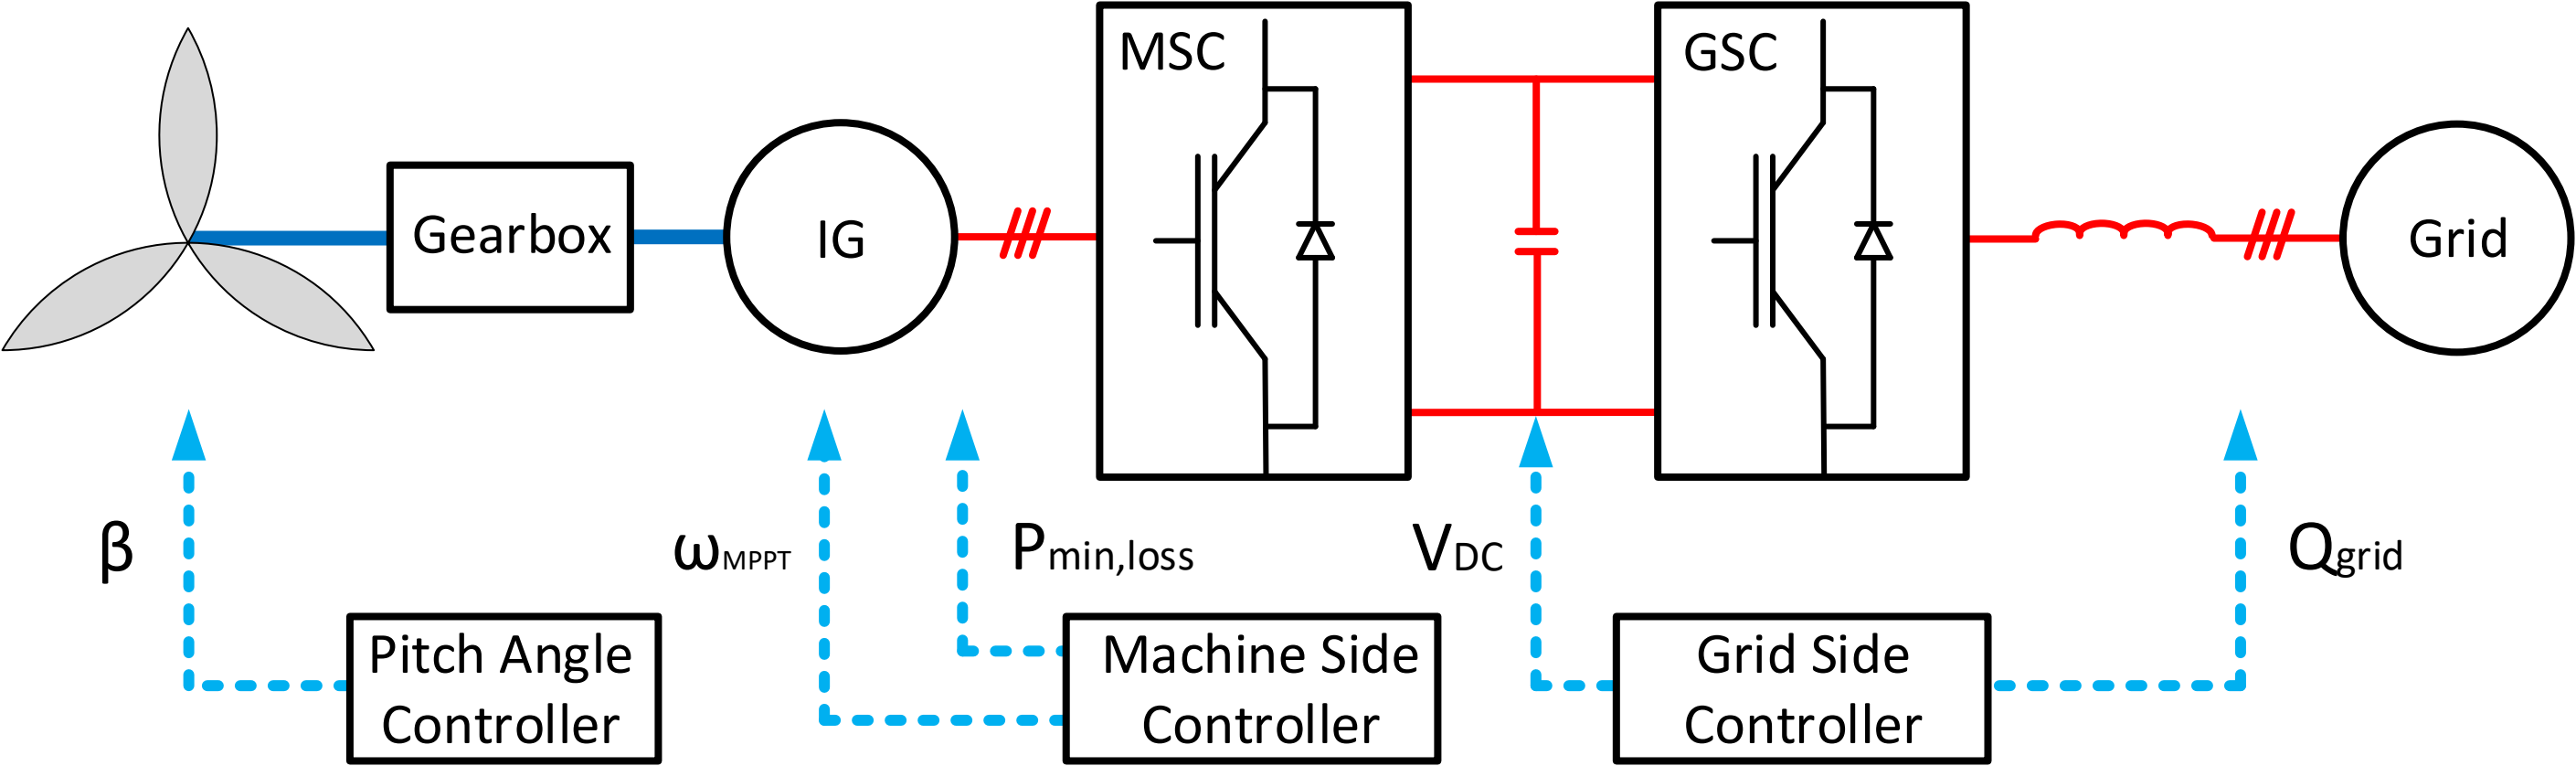 MSC
GSC
Gearbox
IG
Grid
β
ωMPPT
Pmin,loss
VDC
Qgrid
Pitch Angle
Controller
Machine Side
Controller
Grid Side
Controller